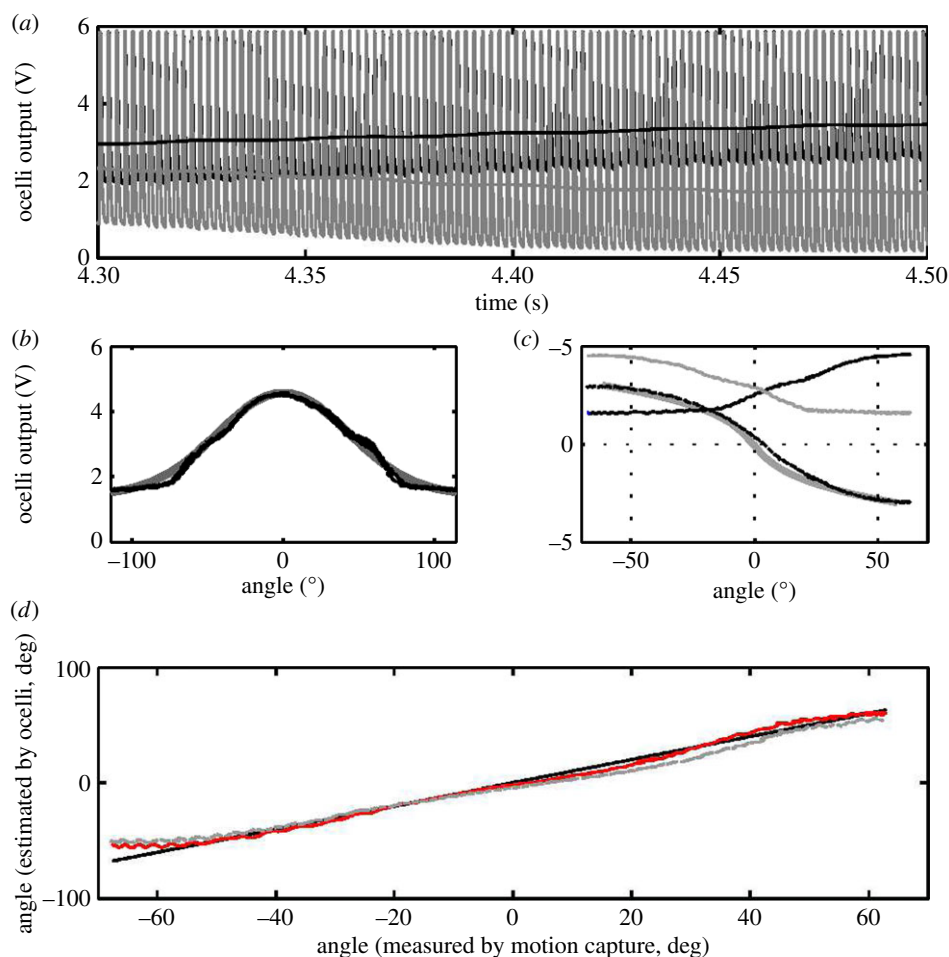 (a)
6
4
2
0
ocelli output (V)
4.30 4.35 4.40 4.45 4.50
time (s)
(b)
6
4
2
0
ocelli output (V)
–100 0 100
angle (°)
(c)
–5
0
–5
–50 0 50
angle (°)
(d)
100
0
–100
angle (estimated by ocelli, deg)
–60 –40 –20 0 20 40 60
angle (measured by motion capture, deg)